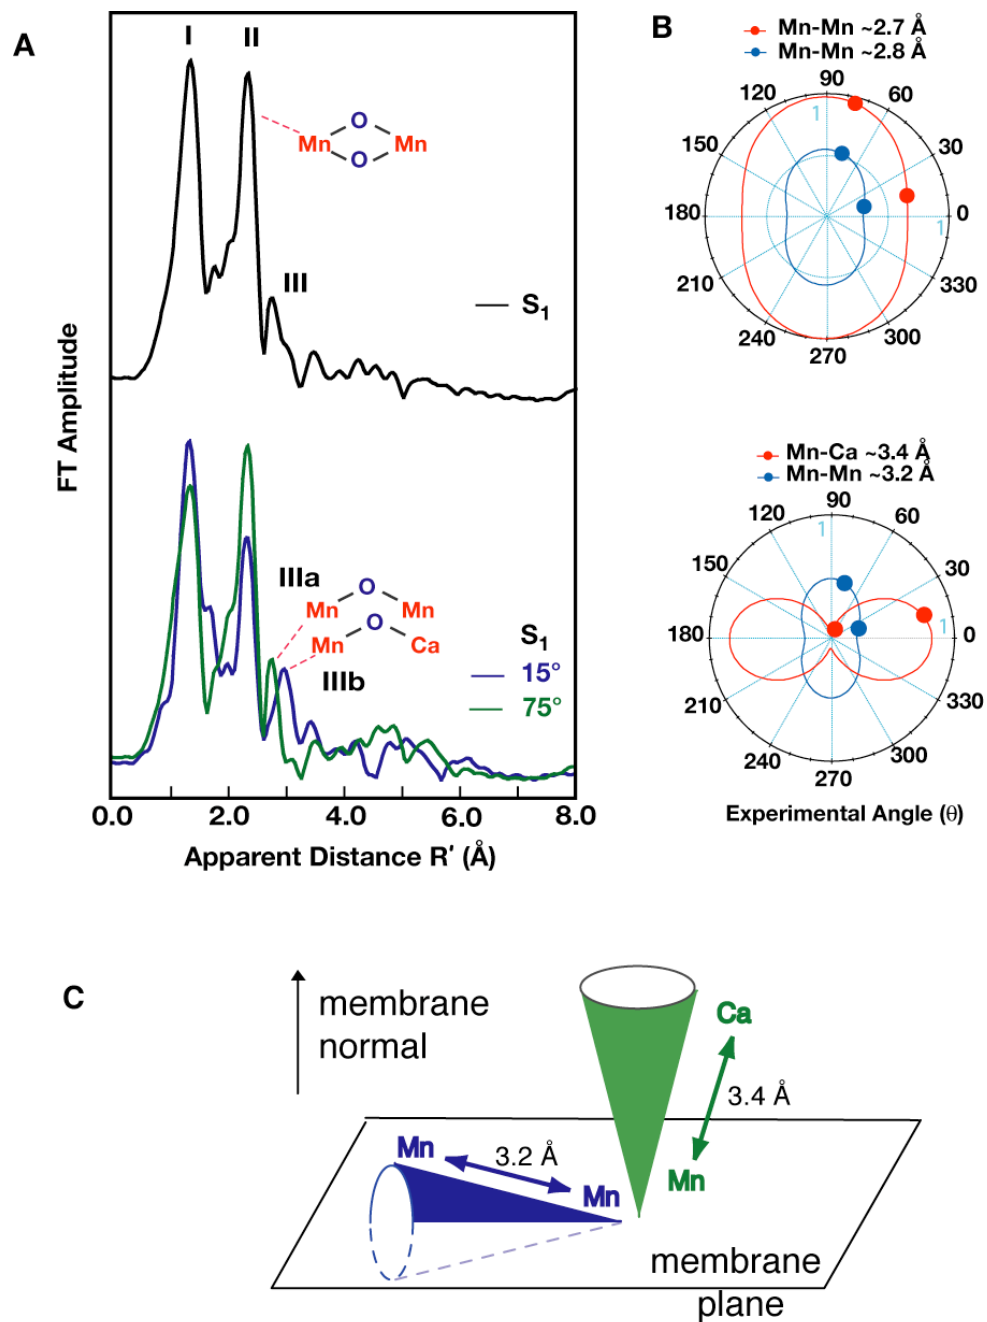 A
I
II
O
Mn
Mn
O
III
S1
FT Amplitude
IIIa
O
Mn
Mn
O
Mn
Ca
IIIb
S1
15°
75°
0.0
2.0
4.0
6.0
8.0
Apparent Distance R′ (Å)
B
Mn-Mn ~2.7 Å
Mn-Mn ~2.8 Å
90
120
60
1
150
30
180
0
1
210
330
240
300
270
Mn-Ca ~3.4 Å
Mn-Mn ~3.2 Å
90
120
60
1
150
30
180
0
1
210
330
240
300
270
Experimental Angle (θ)
C
membrane
normal
Ca
3.4 Å
Mn
Mn
3.2 Å
Mn
membrane
plane